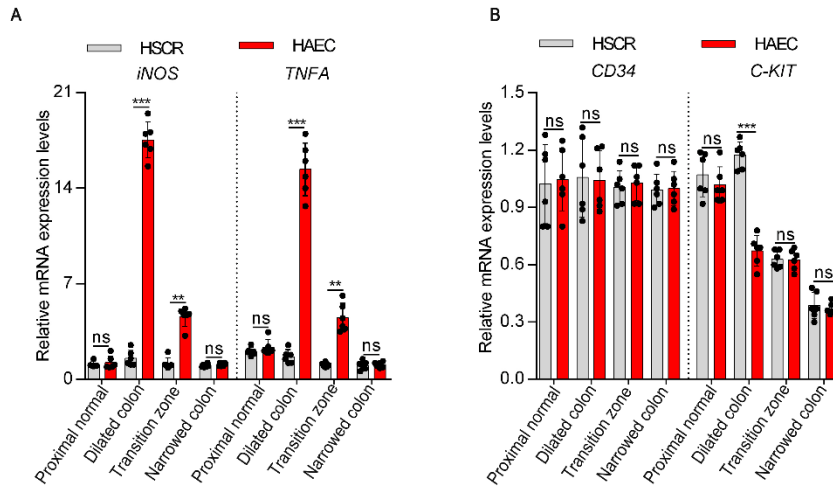 A
HSCR HAEC
iNOS TNFA
Relative mRNA expression levels
21
14
7
0
*** *** ** ** ns ns ns ns
Proximal normal
Dilated colon
Transition zone
Narrowed colon
Proximal normal
Dilated colon
Transition zone
Narrowed colon
B
HSCR HAEC
CD34 C-KIT
Relative mRNA expression levels
1.5
1.2
0.9
0.6
0.3
0.0
ns ns ns ns ns *** ns ns
Proximal normal
Dilated colon
Transition zone
Narrowed colon
Proximal normal
Dilated colon
Transition zone
Narrowed colon